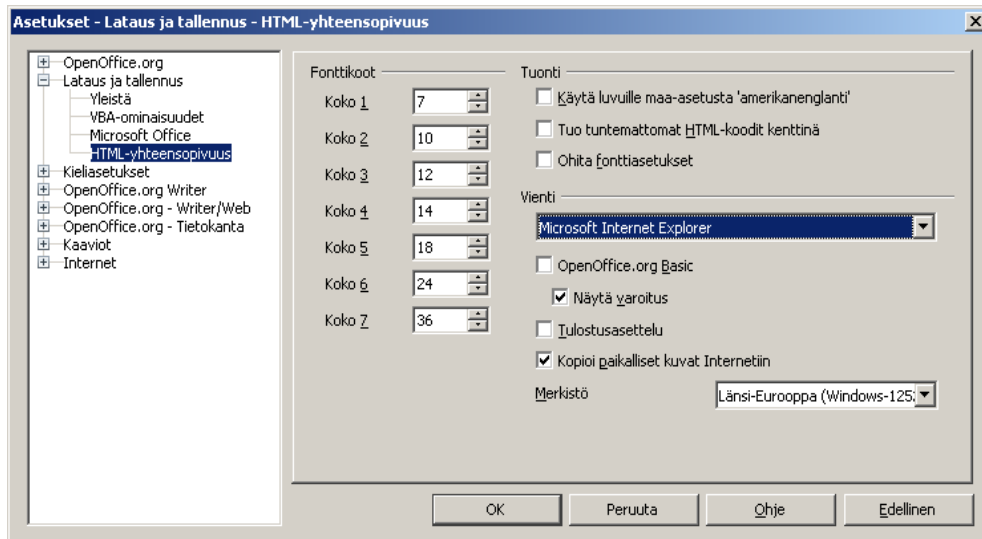 Asetukset - Lataus ja tallennus - HTML-yhteensopivuus
OpenOffice.org
Lataus ja tallennus
Yleistä
VBA-ominaisuudet
Microsoft Office
HTML-yhteensopivuus
Kieliasetukset
OpenOffice.org Writer
OpenOffice.org - Writer/Web
OpenOffice.org - Tietokanta
Kaaviot
Internet
Fonttikoot
Koko 1 7
Koko 2 10
Koko 3 12
Koko 4 14
Koko 5 18
Koko 6 24
Koko 7 36
Tuonti
Käytä luvuille maa-asetusta 'amerikanenglanti'
Tuo tuntemattomat HTML-koodit kenttinä
Ohita fonttiasetukset
Vienti
Microsoft Internet Explorer
OpenOffice.org Basic
Näytä varoitus
Tulostusasettelu
Kopioi paikalliset kuvat Internetiin
Merkistö Länsi-Eurooppa (Windows-125
OK Peruuta Ohje Edellinen